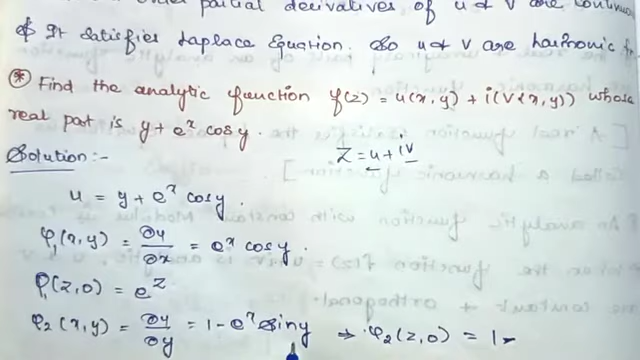 partial derivatives of u & v are
& It satisfies Laplace Equation. So u & v are harmonic fn.
* Find the analytic function f(z) = u(x,y) + i(v(x,y)) whose
real part is y + e^x cos y.
Solution :-
Z = u + iv
u = y + e^x cos y.
φ₁(x,y) = ∂u/∂x = e^x cos y.
φ₁(z,0) = e^z
φ₂(x,y) = ∂u/∂y = 1 - e^x sin y → φ₂(z,0) = 1-